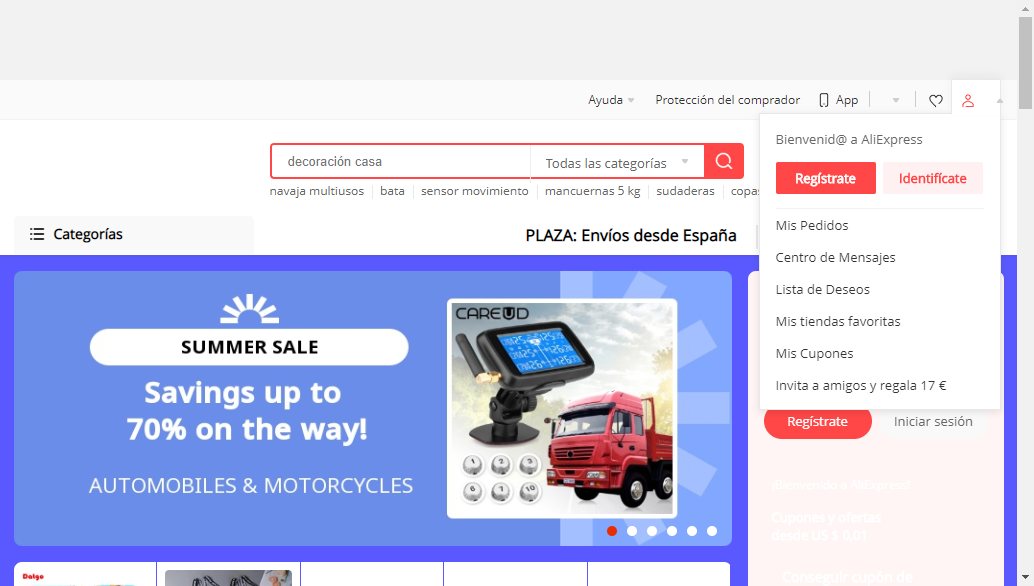 Ayuda
Protección del comprador
App
Bienvenid@ a AliExpress
Regístrate
Identifícate
Mis Pedidos
Centro de Mensajes
Lista de Deseos
Mis tiendas favoritas
Mis Cupones
Invita a amigos y regala 17 €
decoración casa
Todas las categorías
navaja multiusos
bata
sensor movimiento
mancuernas 5 kg
sudaderas
copas
Categorías
PLAZA: Envíos desde España
SUMMER SALE
Savings up to
70% on the way!
AUTOMOBILES & MOTORCYCLES
CAREUD
Regístrate
Iniciar sesión
¡Bienvenido a AliExpress!
Cupones y ofertas
desde US $ 0,01
Conseguir cupón de
Dolga